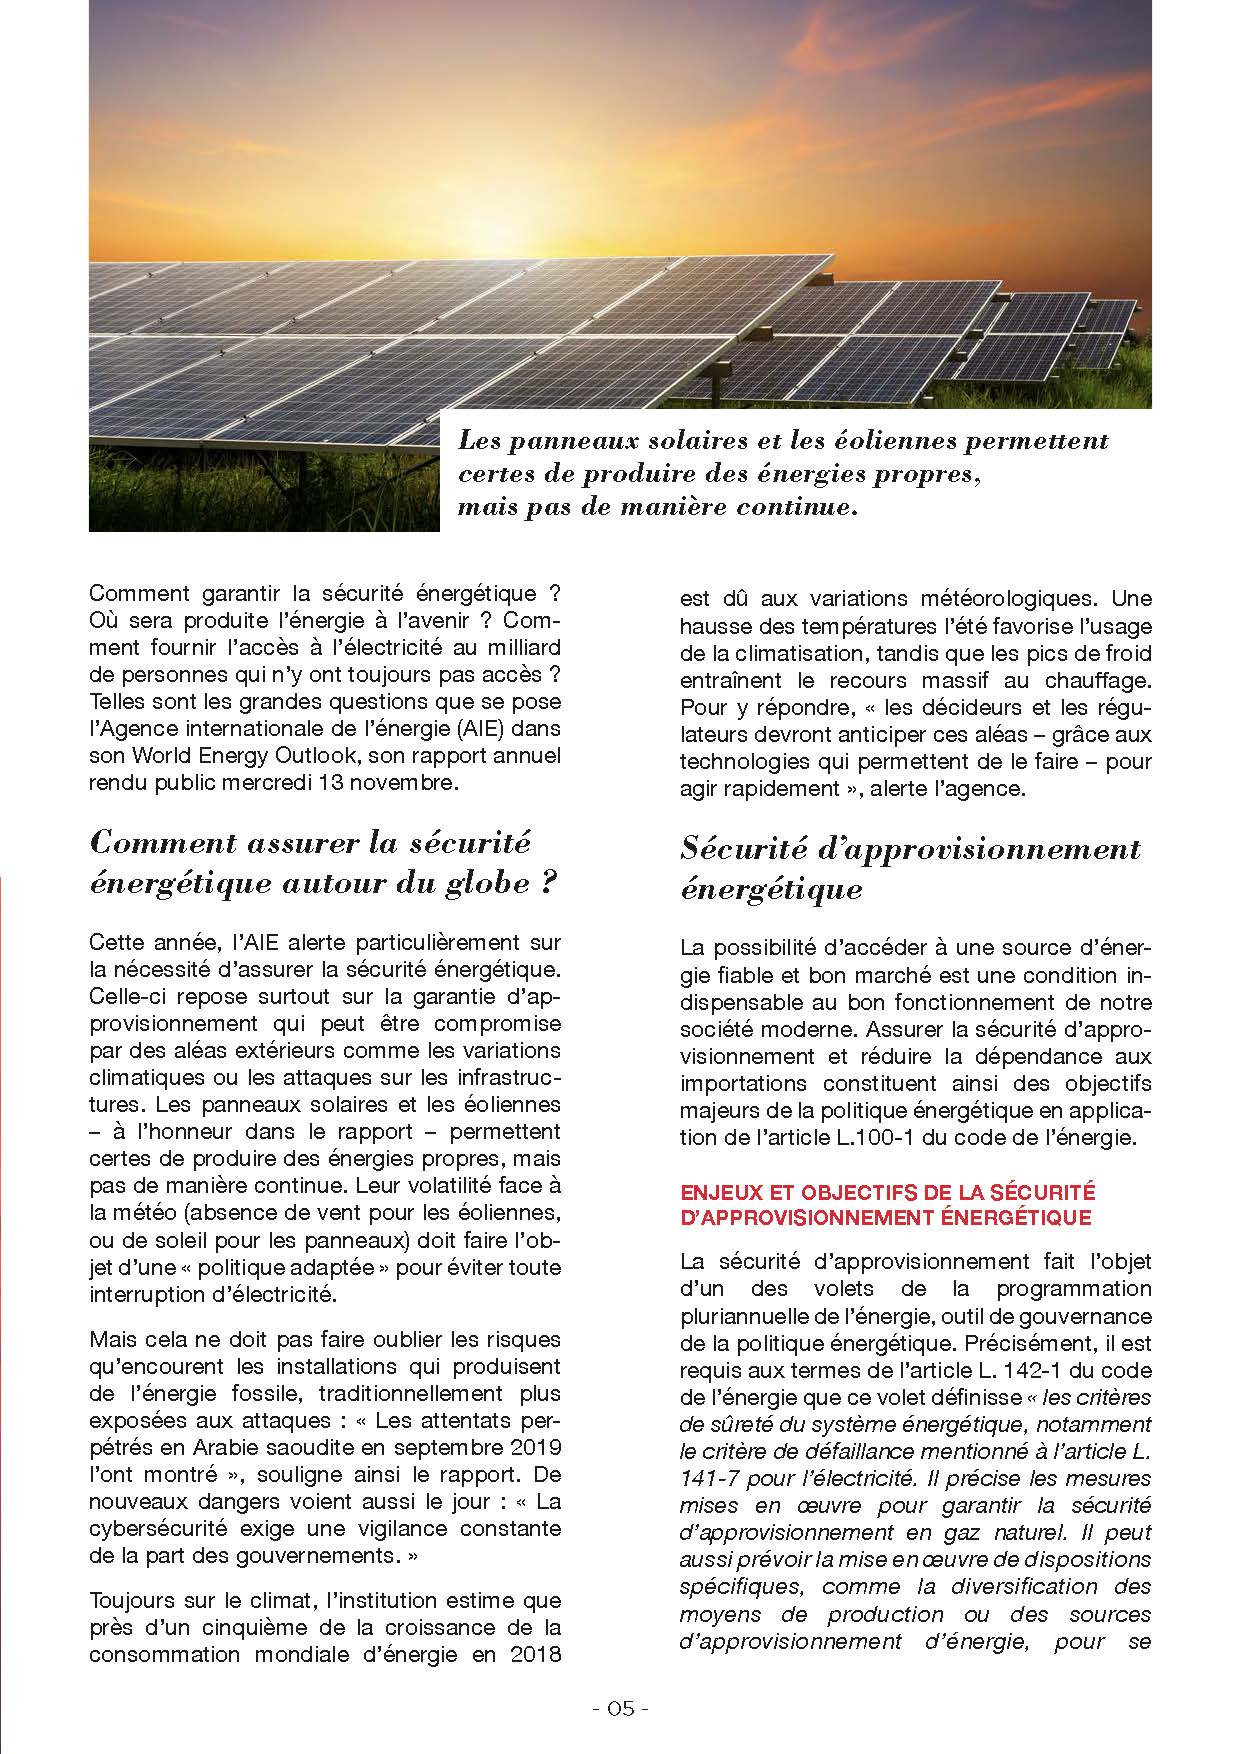 Les panneaux solaires et les éoliennes permettent
certes de produire des énergies propres,
mais pas de manière continue.
Comment garantir la sécurité énergétique ?
Où sera produite l’énergie à l’avenir ? Com-
ment fournir l’accès à l’électricité au milliard
de personnes qui n’y ont toujours pas accès ?
Telles sont les grandes questions que se pose
l’Agence internationale de l’énergie (AIE) dans
son World Energy Outlook, son rapport annuel
rendu public mercredi 13 novembre.
Comment assurer la sécurité
énergétique autour du globe ?
Cette année, l’AIE alerte particulièrement sur
la nécessité d’assurer la sécurité énergétique.
Celle-ci repose surtout sur la garantie d’ap-
provisionnement qui peut être compromise
par des aléas extérieurs comme les variations
climatiques ou les attaques sur les infrastruc-
tures. Les panneaux solaires et les éoliennes
– à l’honneur dans le rapport – permettent
certes de produire des énergies propres, mais
pas de manière continue. Leur volatilité face à
la météo (absence de vent pour les éoliennes,
ou de soleil pour les panneaux) doit faire l’ob-
jet d’une « politique adaptée » pour éviter toute
interruption d’électricité.
Mais cela ne doit pas faire oublier les risques
qu’encourent les installations qui produisent
de l’énergie fossile, traditionnellement plus
exposées aux attaques : « Les attentats per-
pétrés en Arabie saoudite en septembre 2019
l’ont montré », souligne ainsi le rapport. De
nouveaux dangers voient aussi le jour : « La
cybersécurité exige une vigilance constante
de la part des gouvernements. »
Toujours sur le climat, l’institution estime que
près d’un cinquième de la croissance de la
consommation mondiale d’énergie en 2018
est dû aux variations météorologiques. Une
hausse des températures l’été favorise l’usage
de la climatisation, tandis que les pics de froid
entraînent le recours massif au chauffage.
Pour y répondre, « les décideurs et les régu-
lateurs devront anticiper ces aléas – grâce aux
technologies qui permettent de le faire – pour
agir rapidement », alerte l’agence.
Sécurité d’approvisionnement
énergétique
La possibilité d’accéder à une source d’éner-
gie fiable et bon marché est une condition in-
dispensable au bon fonctionnement de notre
société moderne. Assurer la sécurité d’appro-
visionnement et réduire la dépendance aux
importations constituent ainsi des objectifs
majeurs de la politique énergétique en applica-
tion de l’article L.100-1 du code de l’énergie.
ENJEUX ET OBJECTIFS DE LA SÉCURITÉ
D’APPROVISIONNEMENT ÉNERGÉTIQUE
La sécurité d’approvisionnement fait l’objet
d’un des volets de la programmation
pluriannuelle de l’énergie, outil de gouvernance
de la politique énergétique. Précisément, il est
requis aux termes de l’article L. 142-1 du code
de l’énergie que ce volet définisse « les critères
de sûreté du système énergétique, notamment
le critère de défaillance mentionné à l’article L.
141-7 pour l’électricité. Il précise les mesures
mises en œuvre pour garantir la sécurité
d’approvisionnement en gaz naturel. Il peut
aussi prévoir la mise en œuvre de dispositions
spécifiques, comme la diversification des
moyens de production ou des sources
d’approvisionnement d’énergie, pour se
- 05 -